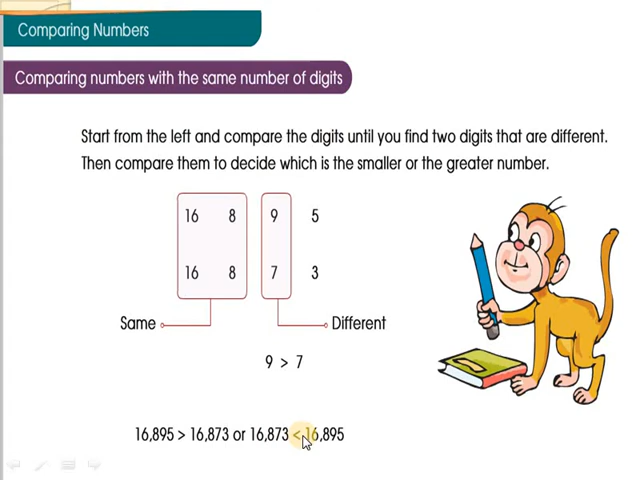 Comparing Numbers
Comparing numbers with the same number of digits
Start from the left and compare the digits until you find two digits that are different.
Then compare them to decide which is the smaller or the greater number.
16 8 9 5
16 8 7 3
Same Different
9 > 7
16,895 > 16,873 or 16,873 < 16,895